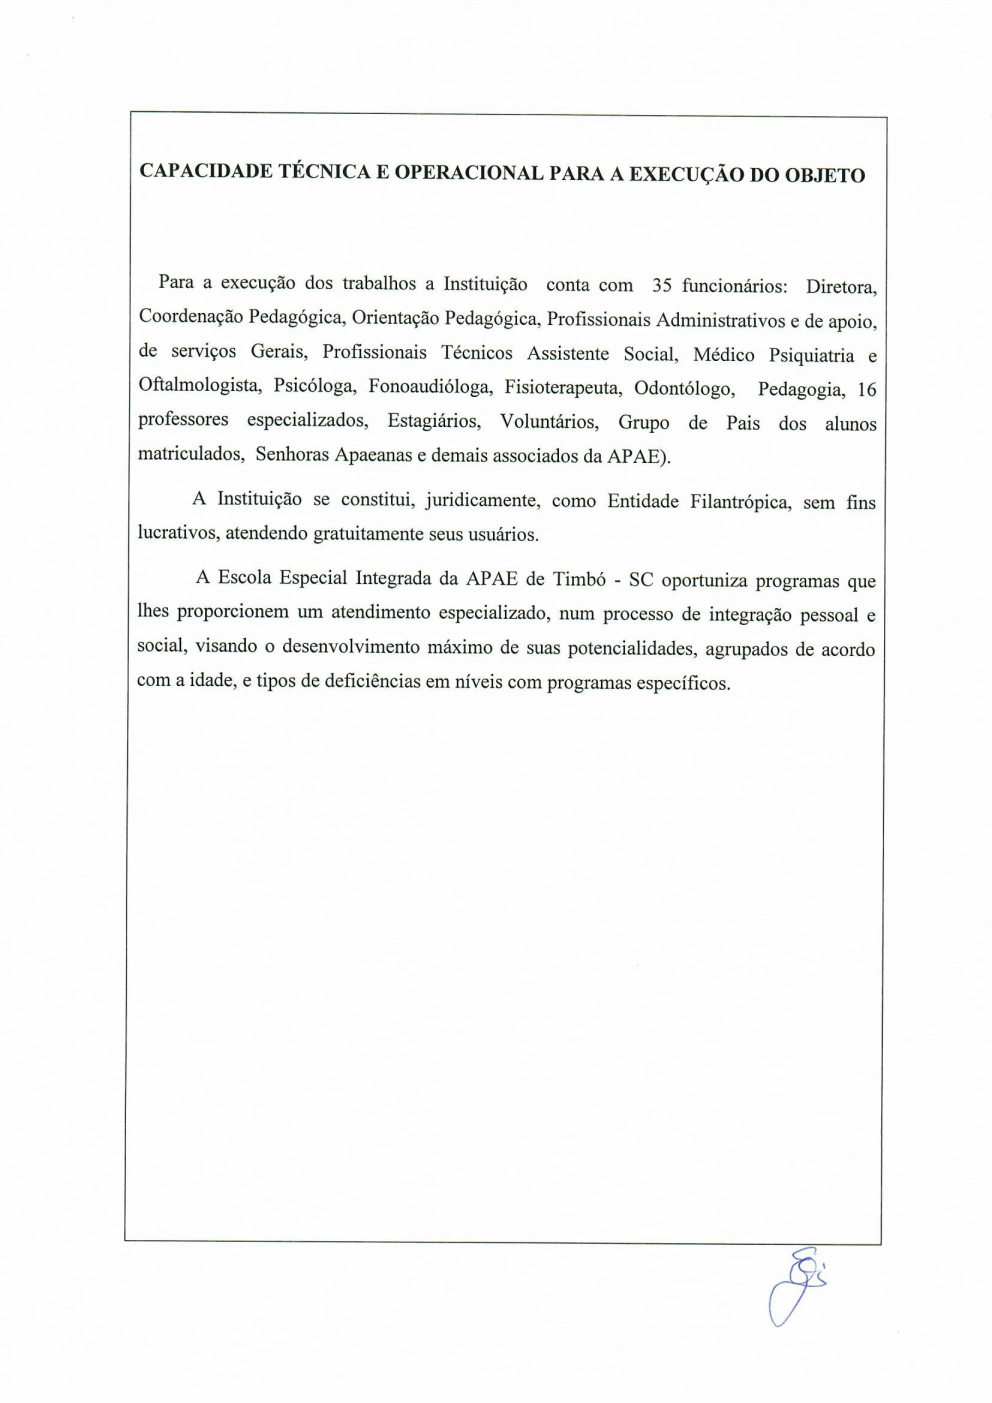 CAPACIDADE TÉCNICA E OPERACIONAL PARA A EXECUÇÃO DO OBJETO
Para a execução dos trabalhos a Instituição conta com 35 funcionários: Diretora,
Coordenação Pedagógica, Orientação Pedagógica, Profissionais Administrativos e de apoio,
de serviços Gerais, Profissionais Técnicos Assistente Social, Médico Psiquiatria e
Oftalmologista, Psicóloga, Fonoaudióloga, Fisioterapeuta, Odontólogo, Pedagogia, 16
professores especializados, Estagiários, Voluntários, Grupo de Pais dos alunos
matriculados, Senhoras Apaeanas e demais associados da APAE).
A Instituição se constitui, juridicamente, como Entidade Filantrópica, sem fins
lucrativos, atendendo gratuitamente seus usuários.
A Escola Especial Integrada da APAE de Timbó - SC oportuniza programas que
lhes proporcionem um atendimento especializado, num processo de integração pessoal e
social, visando o desenvolvimento máximo de suas potencialidades, agrupados de acordo
com a idade, e tipos de deficiências em níveis com programas específicos.